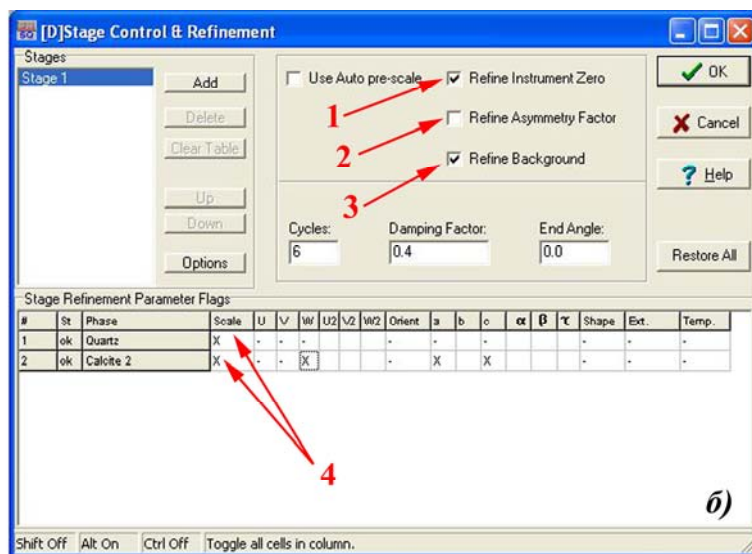 [D]Stage Control & Refinement
Stages
Stage 1
Add
Delete
Clear Table
Up
Down
Options
Use Auto pre-scale
Refine Instrument Zero
1
Refine Asymmetry Factor
2
Refine Background
3
Cycles: Damping Factor: End Angle:
6 0.4 0.0
OK
Cancel
Help
Restore All
Stage Refinement Parameter Flags
# St Phase Scale U V W U2 V2 W2 Orient a b c α β τ Shape Ext. Temp.
1 ok Quartz X - - - - - - - - -
2 ok Calcite 2 X - - X - X X - - -
4
б)
Shift Off Alt On Ctrl Off Toggle all cells in column.